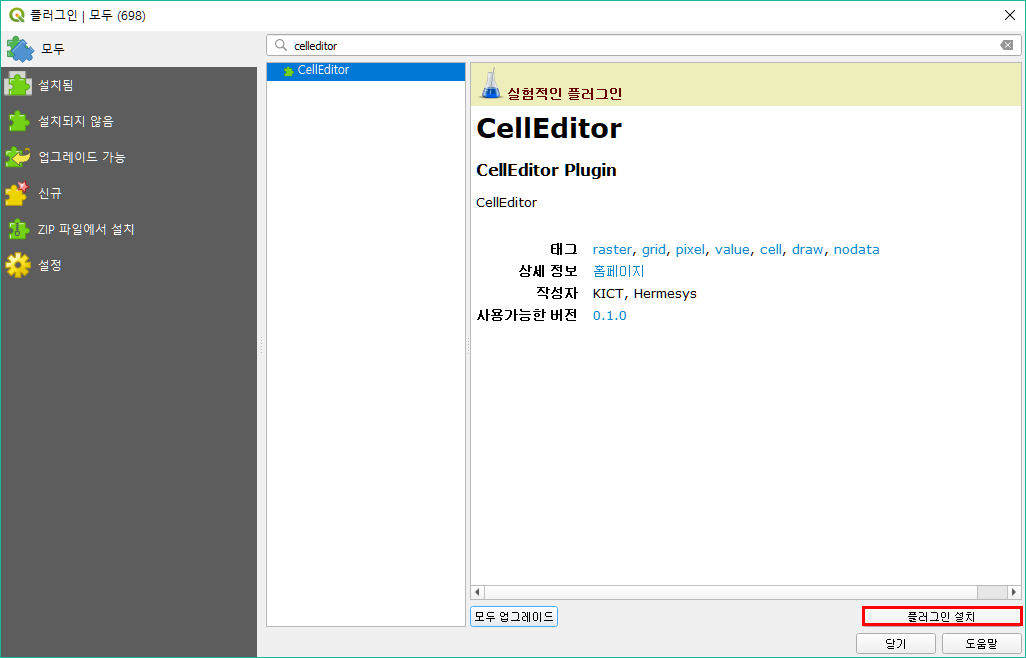 플러그인 | 모두 (698)
모두
설치됨
설치되지 않음
업그레이드 가능
신규
ZIP 파일에서 설치
설정
celleditor
CellEditor
실험적인 플러그인
CellEditor
CellEditor Plugin
CellEditor
태그 raster, grid, pixel, value, cell, draw, nodata
상세 정보 홈페이지
작성자 KICT, Hermesys
사용가능한 버전 0.1.0
모두 업그레이드
플러그인 설치
닫기
도움말